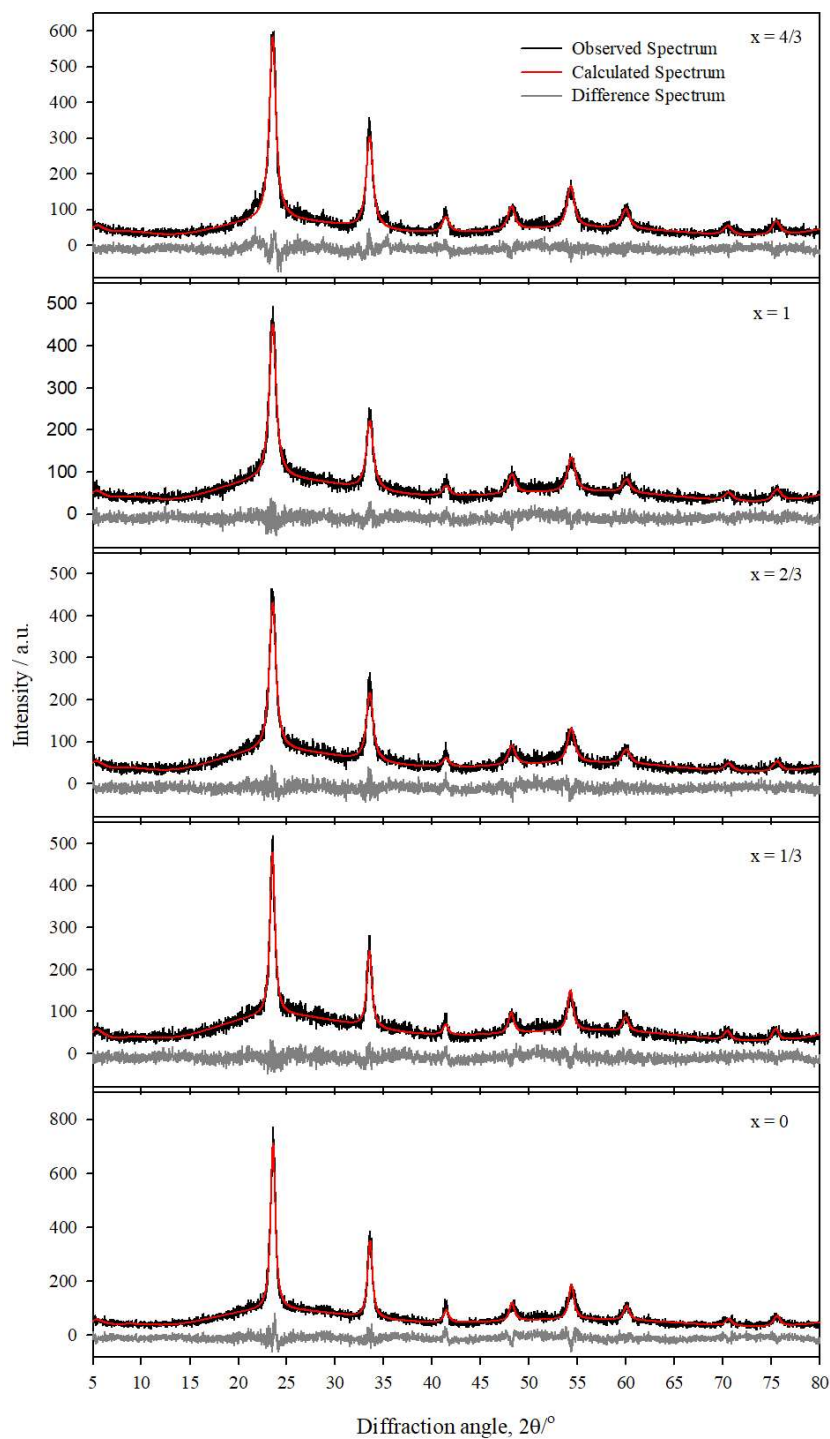 600
500
400
300
200
100
0
x = 4/3
Observed Spectrum
Calculated Spectrum
Difference Spectrum
500
400
300
200
100
0
x = 1
500
400
300
200
100
0
x = 2/3
Intensity / a.u.
500
400
300
200
100
0
x = 1/3
800
600
400
200
0
x = 0
5 10 15 20 25 30 35 40 45 50 55 60 65 70 75 80
Diffraction angle, 2θ/°